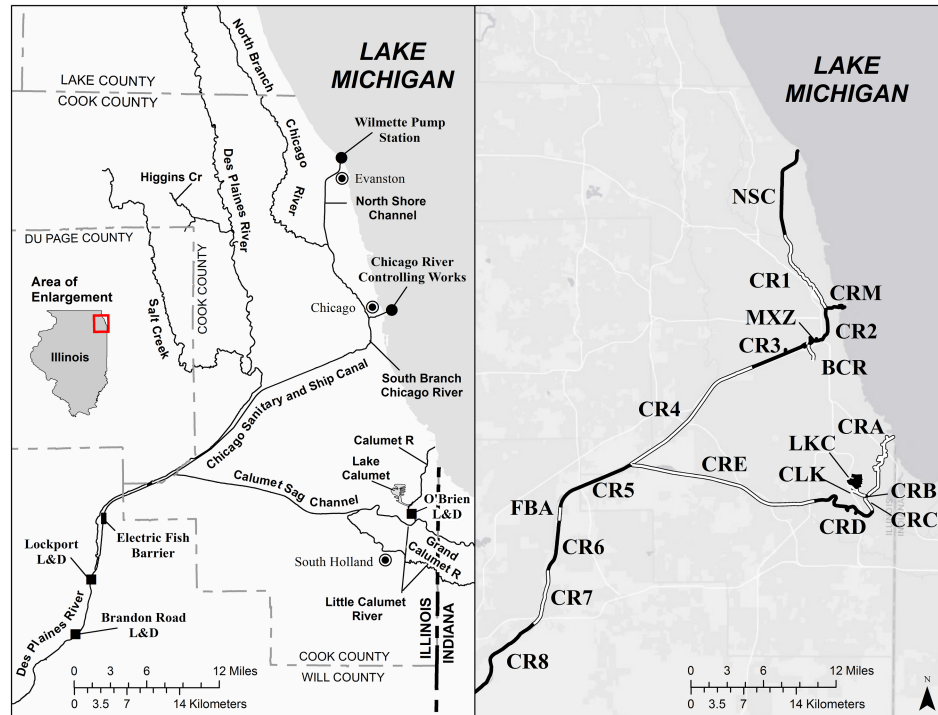 LAKE
MICHIGAN
North Branch
Chicago
River
LAKE COUNTY
COOK COUNTY
Wilmette Pump
Station
Des Plaines River
Higgins Cr
Evanston
North Shore
Channel
DU PAGE COUNTY
COOK COUNTY
Chicago River
Controlling Works
Area of
Enlargement
Chicago
Salt Creek
Illinois
South Branch
Chicago River
Chicago Sanitary and Ship Canal
Calumet R
Lake
Calumet
Calumet Sag
Channel
O'Brien
L&D
Electric Fish
Barrier
Grand
Calumet R
Lockport
L&D
South Holland
Little Calumet
River
Des Plaines River
Brandon Road
L&D
ILLINOIS
INDIANA
COOK COUNTY
WILL COUNTY
0 3 6 12 Miles
0 3.5 7 14 Kilometers
LAKE
MICHIGAN
NSC
CR1
CRM
MXZ
CR2
CR3
BCR
CR4
CRA
LKC
CRE
CLK
CRB
CR5
CRC
FBA
CRD
CR6
CR7
CR8
0 3 6 12 Miles
0 3.5 7 14 Kilometers
N